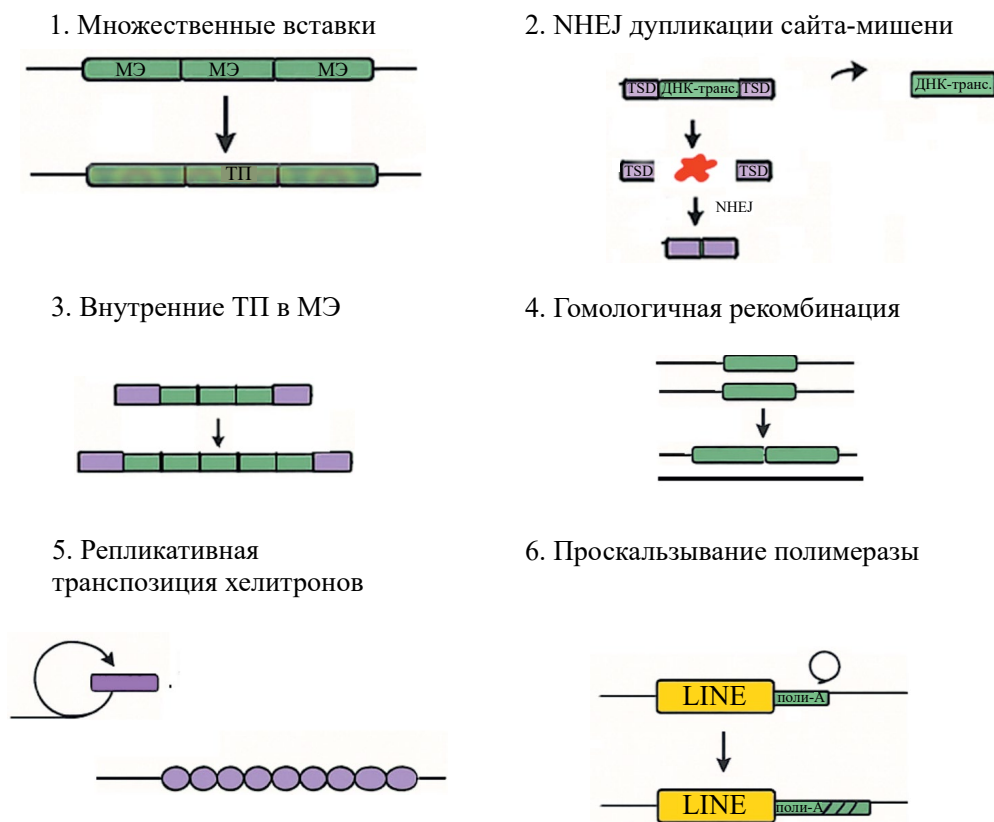 1. Множественные вставки
МЭ МЭ МЭ
ТП
2. NHEJ дупликации сайта-мишени
TSD ДНК-транс. TSD
ДНК-транс.
TSD TSD
NHEJ
3. Внутренние ТП в МЭ
4. Гомологичная рекомбинация
5. Репликативная
транспозиция хелитронов
6. Проскальзывание полимеразы
LINE поли-А
LINE поли-А